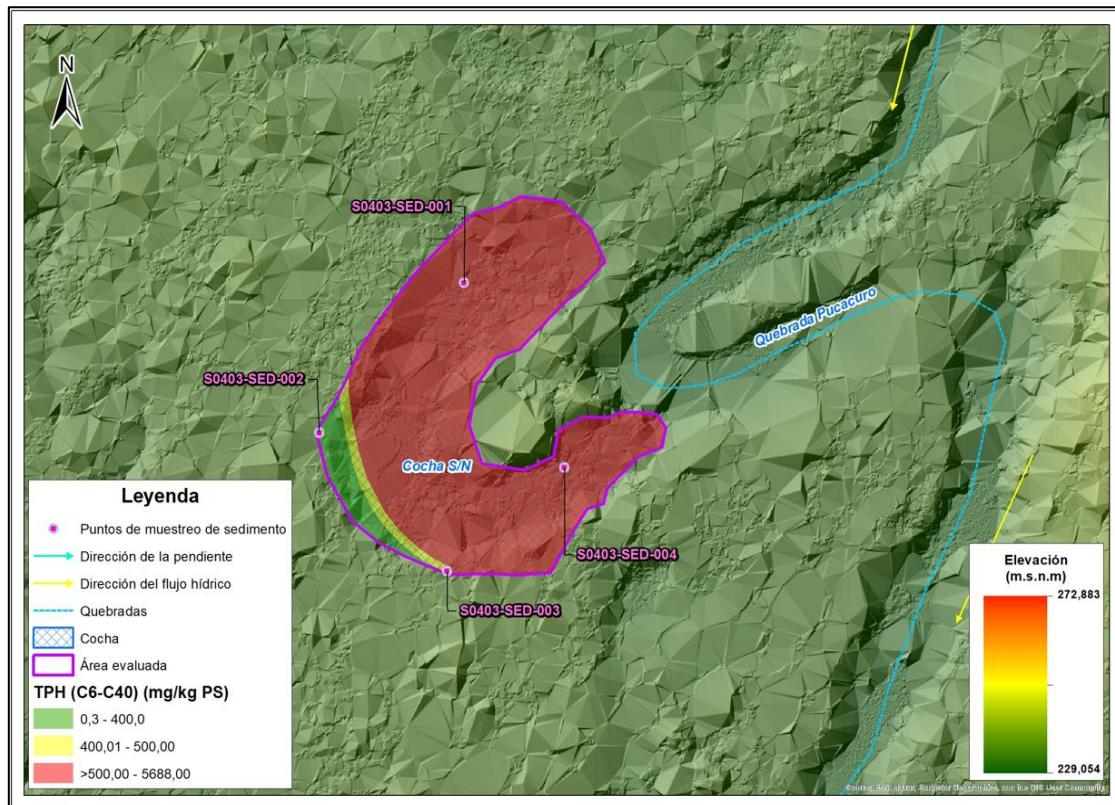 N
S0403-SED-001
Quebrada Pucacuro
S0403-SED-002
Cocha S/N
S0403-SED-004
S0403-SED-003
Leyenda
Puntos de muestreo de sedimento
Dirección de la pendiente
Dirección del flujo hídrico
Quebradas
Cocha
Área evaluada
TPH (C6-C40) (mg/kg PS)
0,3 - 400,0
400,01 - 500,00
>500,00 - 5688,00
Elevación
(m.s.n.m)
272,883
229,054